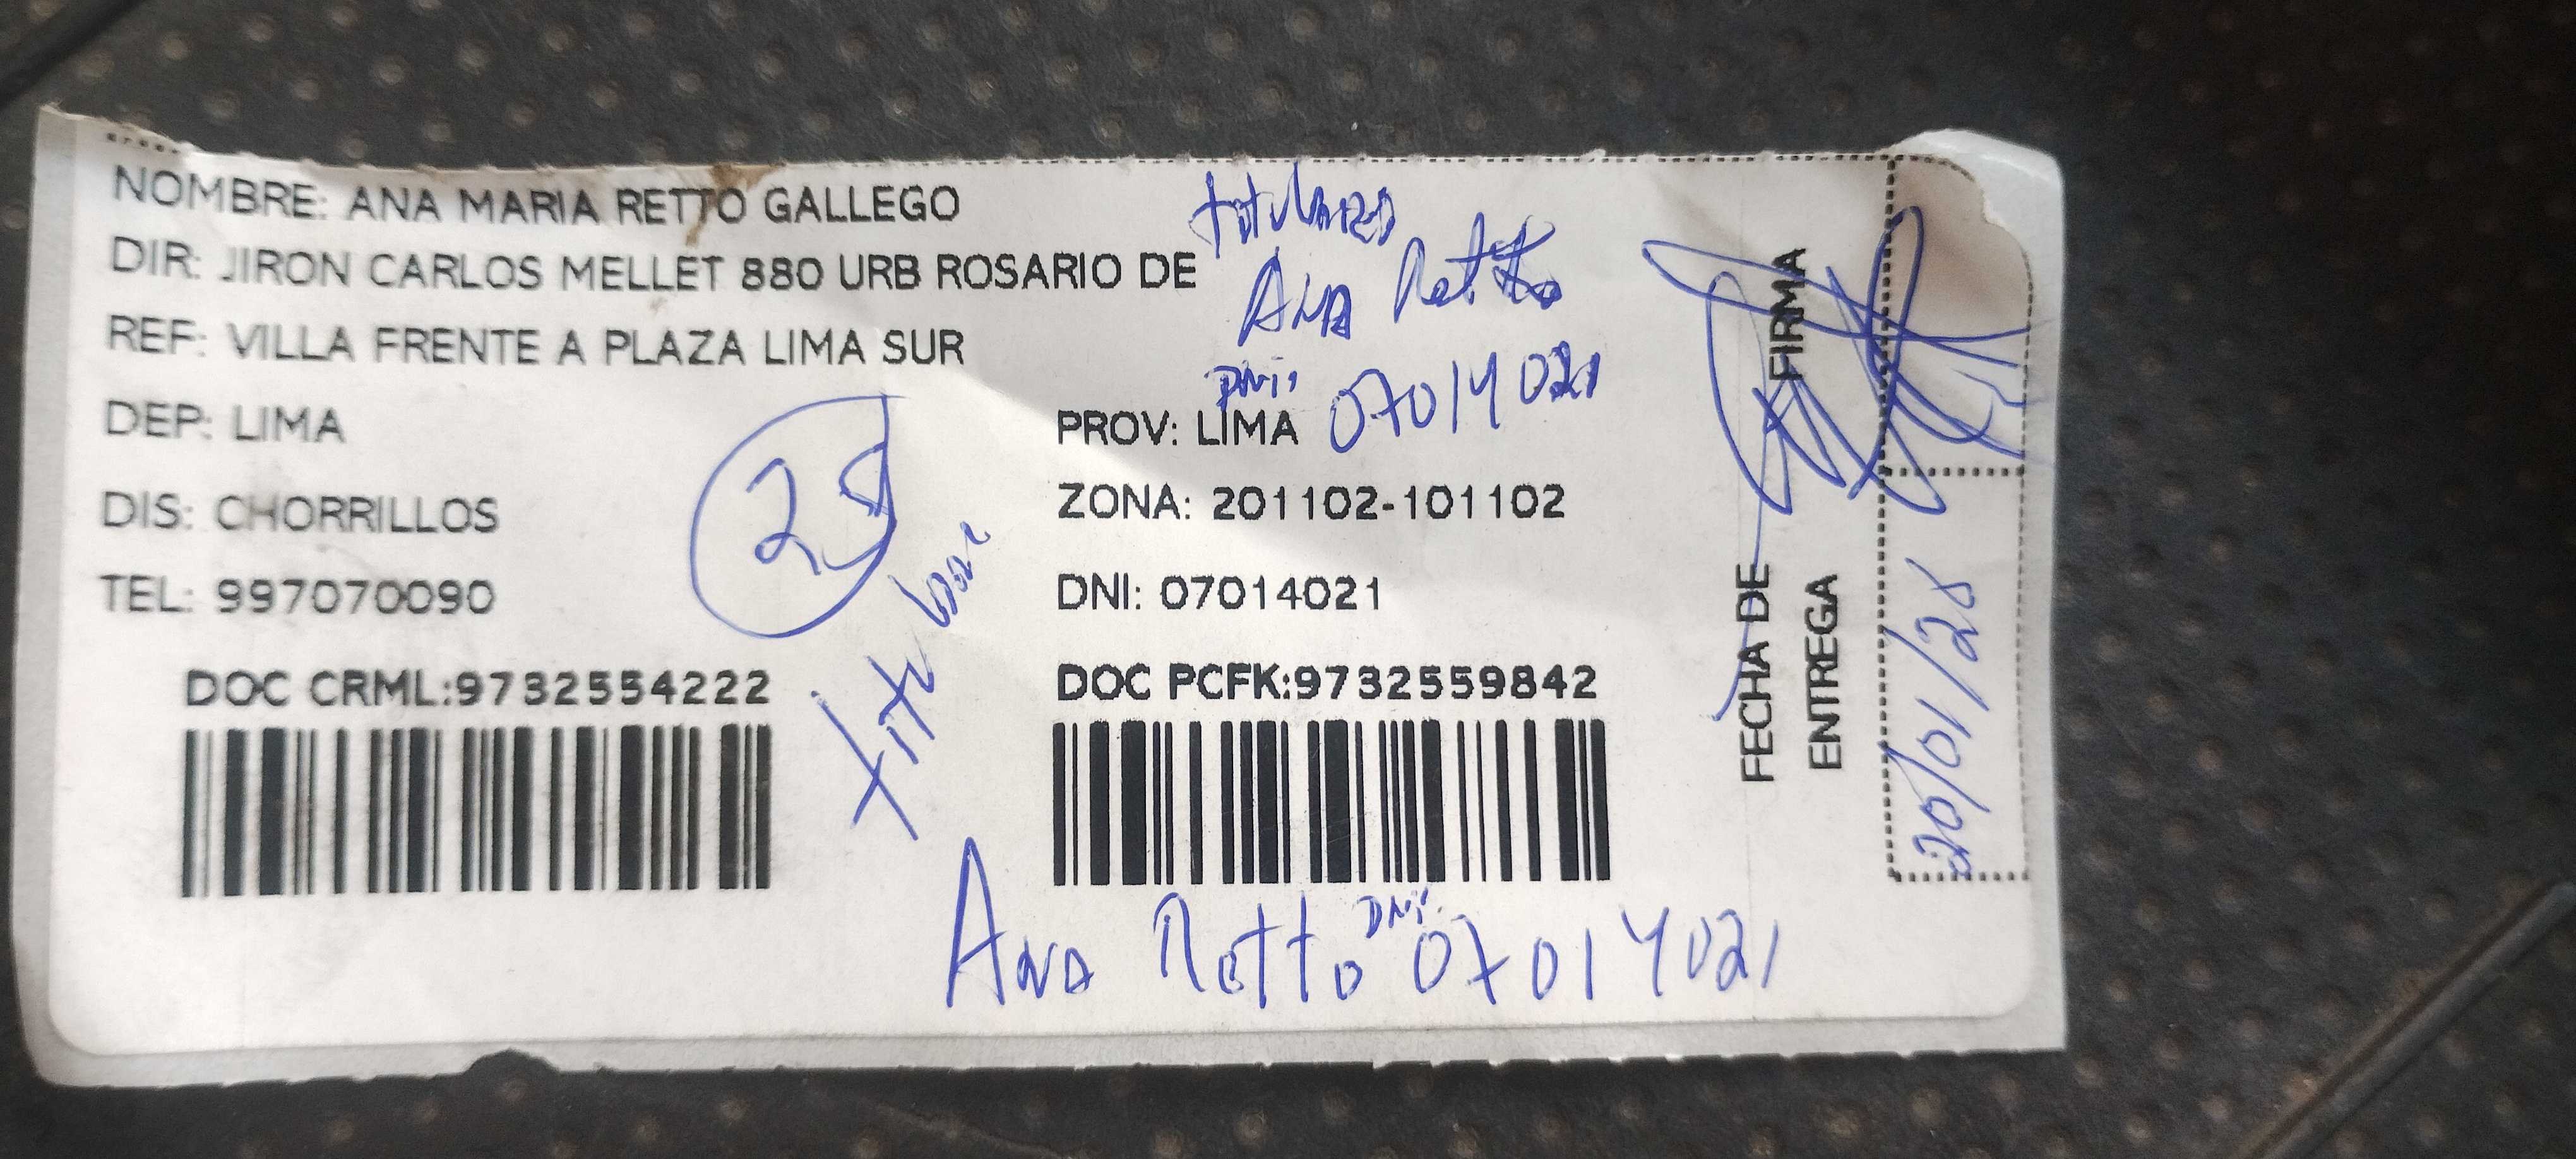 NOMBRE: ANA MARIA RETTO GALLEGO
DIR: JIRON CARLOS MELLET 880 URB ROSARIO DE
REF: VILLA FRENTE A PLAZA LIMA SUR
DEP: LIMA
PROV: LIMA
DIS: CHORRILLOS
ZONA: 201102-101102
TEL: 997070090
DNI: 07014021
DOC CRML:9732554222
DOC PCFK:9732559842
Ana Retto
DNI: 07014021
Ana Retto DNI: 07014021
FIRMA
FECHA DE
ENTREGA
20/01/28